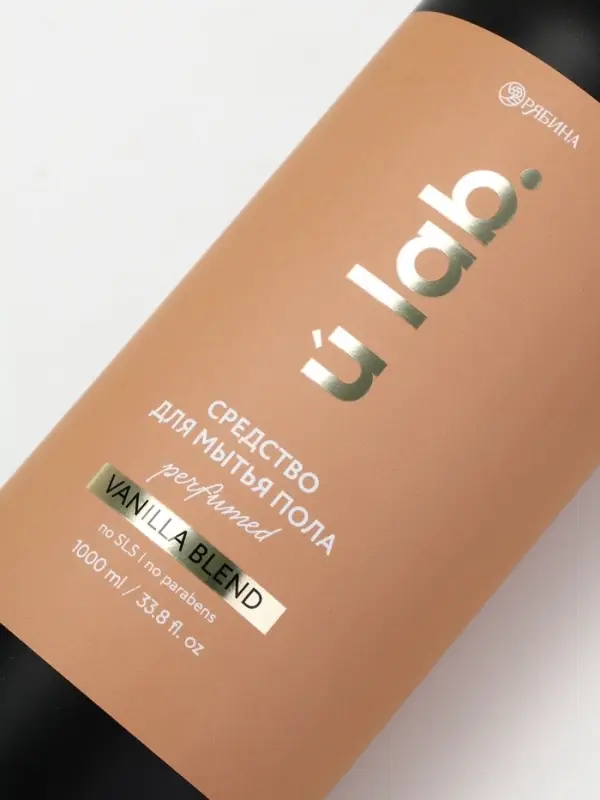 РЯБИНА
ù lab.
СРЕДСТВО
ДЛЯ МЫТЬЯ ПОЛА
perfumed
VANILLA BLEND
no SLS | no parabens
1000 ml / 33.8 fl. oz